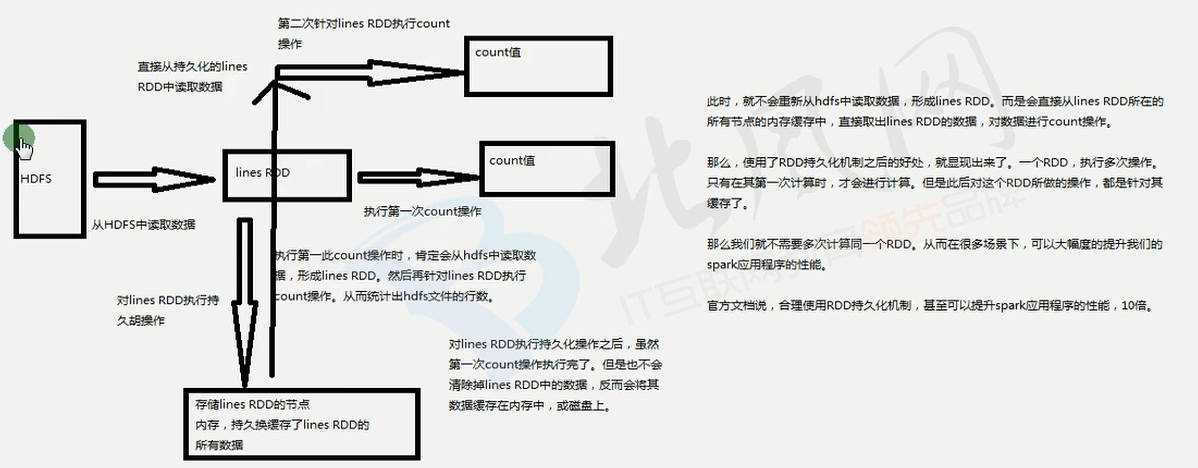 第二次针对lines RDD执行count
操作
count值
直接从持久化的lines
RDD中读取数据
HDFS
lines RDD
count值
从HDFS中读取数据
执行第一次count操作
执行第一此count操作时，肯定会从hdfs中读取数
据，形成lines RDD。然后再针对lines RDD执行
count操作。从而统计出hdfs文件的行数。
对lines RDD执行持
久胡操作
对lines RDD执行持久化操作之后，虽然
第一次count操作执行完了。但是也不会
清除掉lines RDD中的数据，反而会将其
数据缓存在内存中，或磁盘上。
存储lines RDD的节点
内存，持久换缓存了lines RDD的
所有数据
此时，就不会重新从hdfs中读取数据，形成lines RDD。而是会直接从lines RDD所在的
所有节点的内存缓存中，直接取出lines RDD的数据，对数据进行count操作。
那么，使用了RDD持久化机制之后的好处，就显现出来了。一个RDD，执行多次操作。
只有在其第一次计算时，才会进行计算。但是此后对这个RDD所做的操作，都是针对其
缓存了。
那么我们就不需要多次计算同一个RDD。从而在很多场景下，可以大幅度的提升我们的
spark应用程序的性能。
官方文档说，合理使用RDD持久化机制，甚至可以提升spark应用程序的性能，10倍。
北风网
IT互联网教育领先品牌